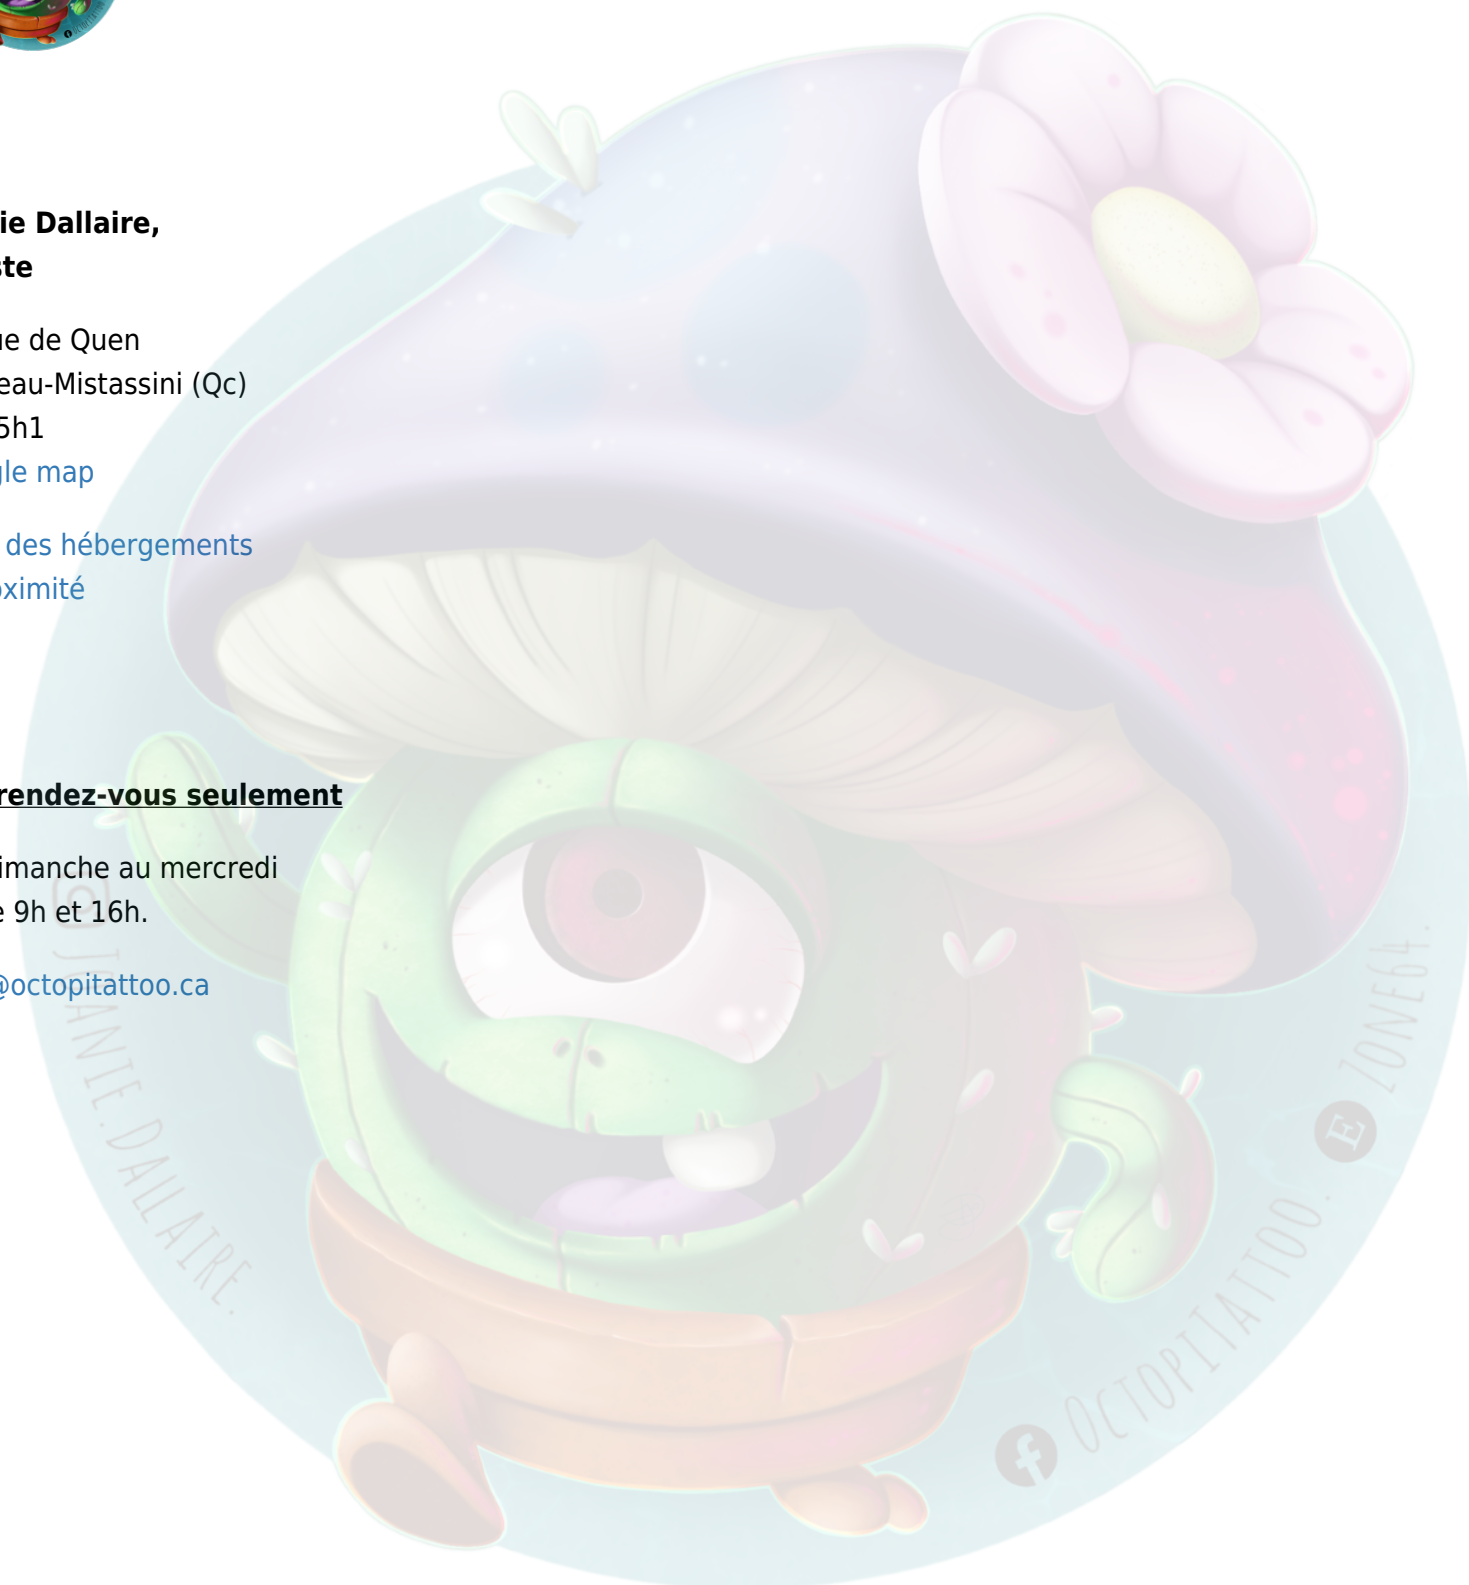 ie Dallaire,
ste
ue de Quen
eau-Mistassini (Qc)
5h1
gle map
des hébergements
oximité
rendez-vous seulement
imanche au mercredi
e 9h et 16h.
@octopitattoo.ca
JOANIE.DALLAIRE.
OCTOPITATTOO.
ZONE64.